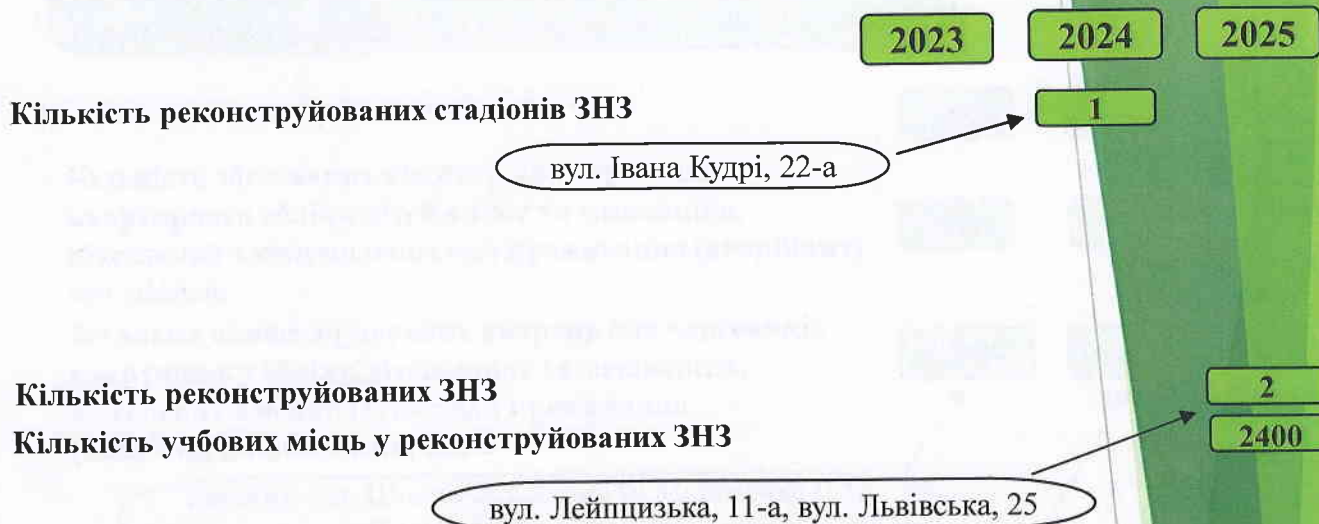 2023 2024 2025
Кількість реконструйованих стадіонів ЗНЗ 1
вул. Івана Кудрі, 22-а
Кількість реконструйованих ЗНЗ 2
Кількість учбових місць у реконструйованих ЗНЗ 2400
вул. Лейпцизька, 11-а, вул. Львівська, 25